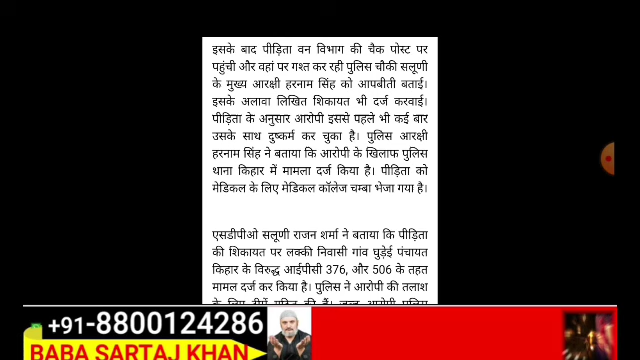 इसके बाद पीड़िता वन विभाग की चैक पोस्ट पर
पहुंची और वहां पर गश्त कर रही पुलिस चौकी सलूणी
के मुख्य आरक्षी हरनाम सिंह को आपबीती बताई।
इसके अलावा लिखित शिकायत भी दर्ज करवाई।
पीड़िता के अनुसार आरोपी इससे पहले भी कई बार
उसके साथ दुष्कर्म कर चुका है। पुलिस आरक्षी
हरनाम सिंह ने बताया कि आरोपी के खिलाफ पुलिस
थाना किहार में मामला दर्ज किया है। पीड़िता को
मेडिकल के लिए मेडिकल कॉलेज चम्बा भेजा गया है।
एसडीपीओ सलूणी राजन शर्मा ने बताया कि पीड़िता
की शिकायत पर लक्की निवासी गांव घुड़ेई पंचायत
किहार के विरुद्ध आईपीसी 376, और 506 के तहत
मामल दर्ज कर किया है। पुलिस ने आरोपी की तलाश
+91-8800124286
BABA SARTAJ KHAN